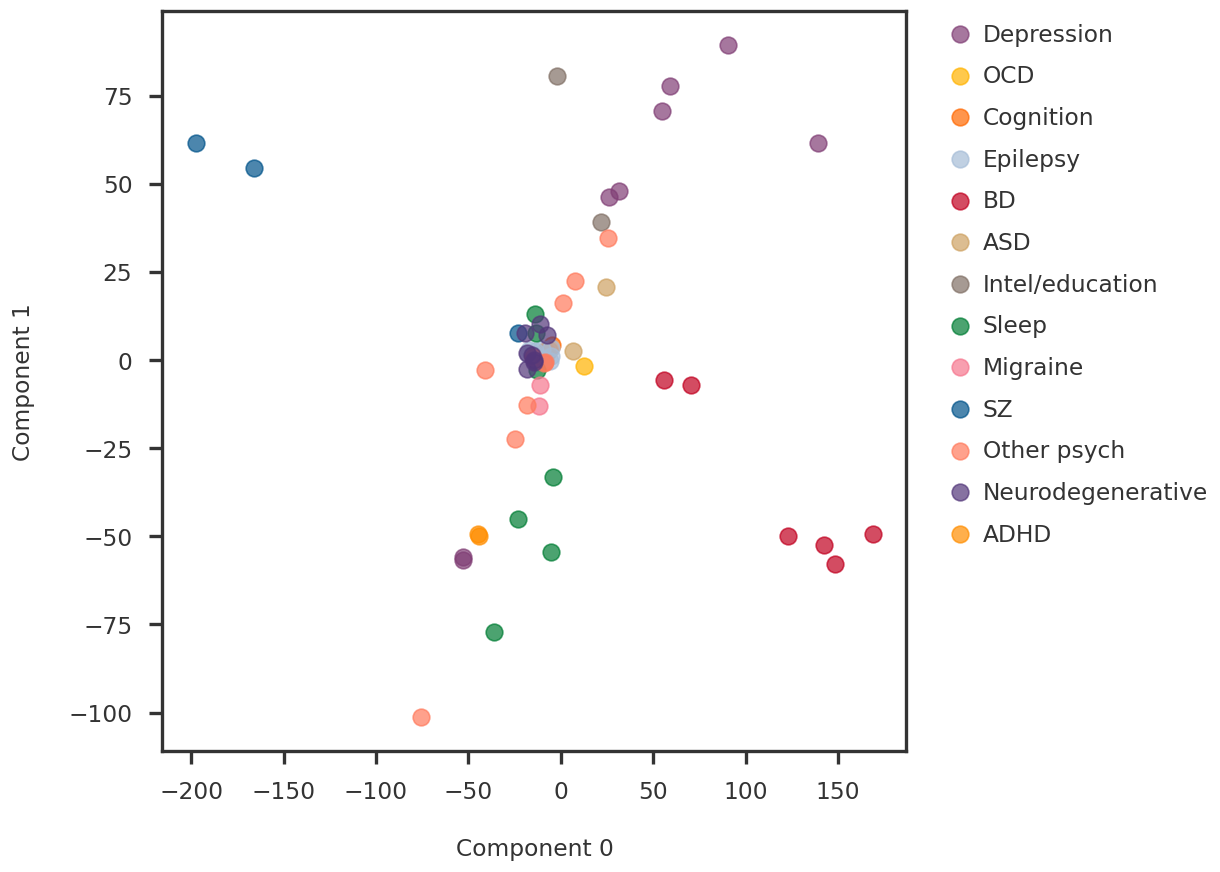 Depression
OCD
Cognition
Epilepsy
BD
ASD
Intel/education
Sleep
Migraine
SZ
Other psych
Neurodegenerative
ADHD
75
50
25
0
−25
−50
−75
−100
Component 1
−200 −150 −100 −50 0 50 100 150
Component 0